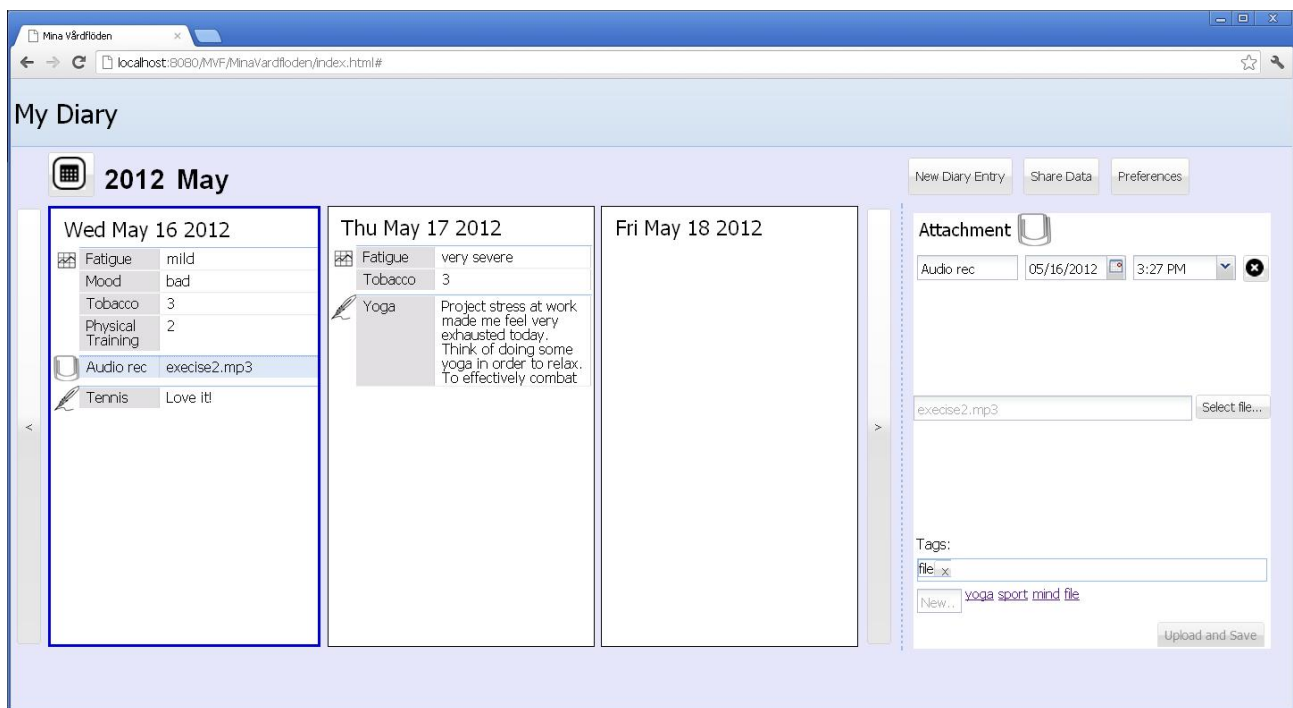 Mina Vårdflöden
localhost:8080/MVF/MinaVardfloden/index.html#
My Diary
2012 May
New Diary Entry Share Data Preferences
Wed May 16 2012
Fatigue mild
Mood bad
Tobacco 3
Physical 2
Training
Audio rec execise2.mp3
Tennis Love it!
<
Thu May 17 2012
Fatigue very severe
Tobacco 3
Yoga Project stress at work
made me feel very
exhausted today.
Think of doing some
yoga in order to relax.
To effectively combat
Fri May 18 2012
>
Attachment
Audio rec 05/16/2012 3:27 PM
execise2.mp3 Select file...
Tags:
file x
New.. yoga sport mind file
Upload and Save